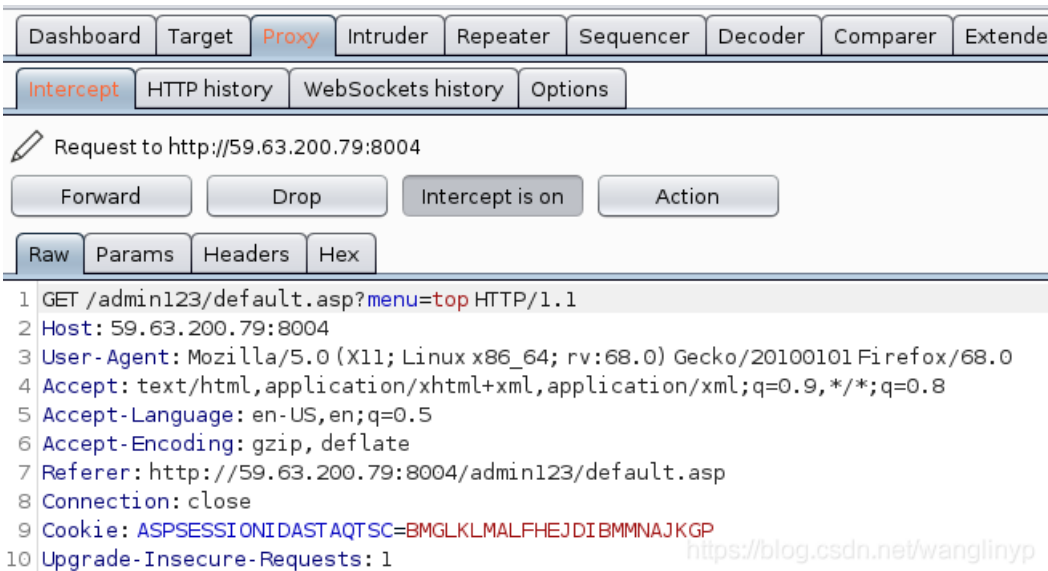 Dashboard Target Proxy Intruder Repeater Sequencer Decoder Comparer Extende
Intercept HTTP history WebSockets history Options
Request to http://59.63.200.79:8004
Forward Drop Intercept is on Action
Raw Params Headers Hex
1 GET /admin123/default.asp?menu=top HTTP/1.1
2 Host: 59.63.200.79:8004
3 User-Agent: Mozilla/5.0 (X11; Linux x86_64; rv:68.0) Gecko/20100101 Firefox/68.0
4 Accept: text/html,application/xhtml+xml,application/xml;q=0.9,*/*;q=0.8
5 Accept-Language: en-US,en;q=0.5
6 Accept-Encoding: gzip, deflate
7 Referer: http://59.63.200.79:8004/admin123/default.asp
8 Connection: close
9 Cookie: ASPSESSIONIDASTAQTSC=BMGLKLMALFHEJDIBMMNAJKGP
10 Upgrade-Insecure-Requests: 1
https://blog.csdn.net/wanglinyp